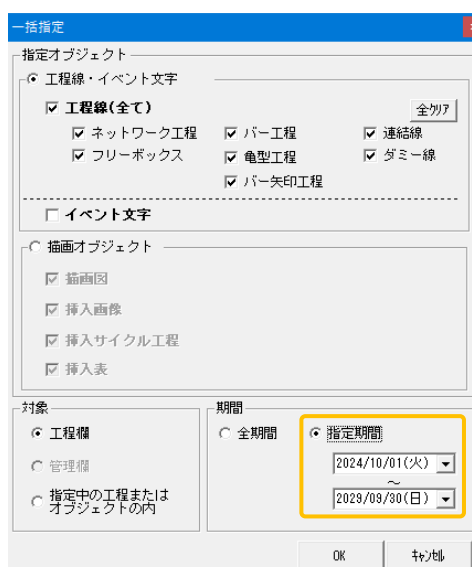 一括指定
指定オブジェクト
工程線・イベント文字
工程線(全て)
全クリア
ネットワーク工程 バー工程 連結線
フリーボックス 亀型工程 ダミー線
バー矢印工程
イベント文字
描画オブジェクト
描画図
挿入画像
挿入サイクル工程
挿入表
対象
工程欄
管理欄
指定中の工程または
オブジェクトの内
期間
全期間 指定期間
2024/10/01(火)
～
2029/09/30(日)
OK キャンセル